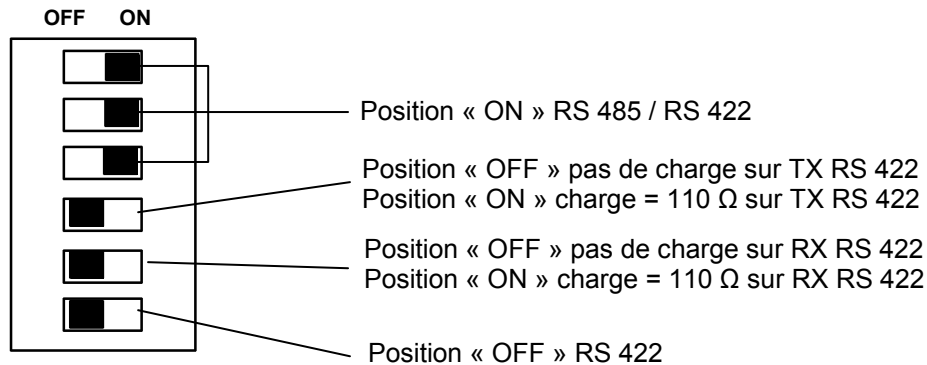 OFF ON
Position « ON » RS 485 / RS 422
Position « OFF » pas de charge sur TX RS 422
Position « ON » charge = 110 Ω sur TX RS 422
Position « OFF » pas de charge sur RX RS 422
Position « ON » charge = 110 Ω sur RX RS 422
Position « OFF » RS 422